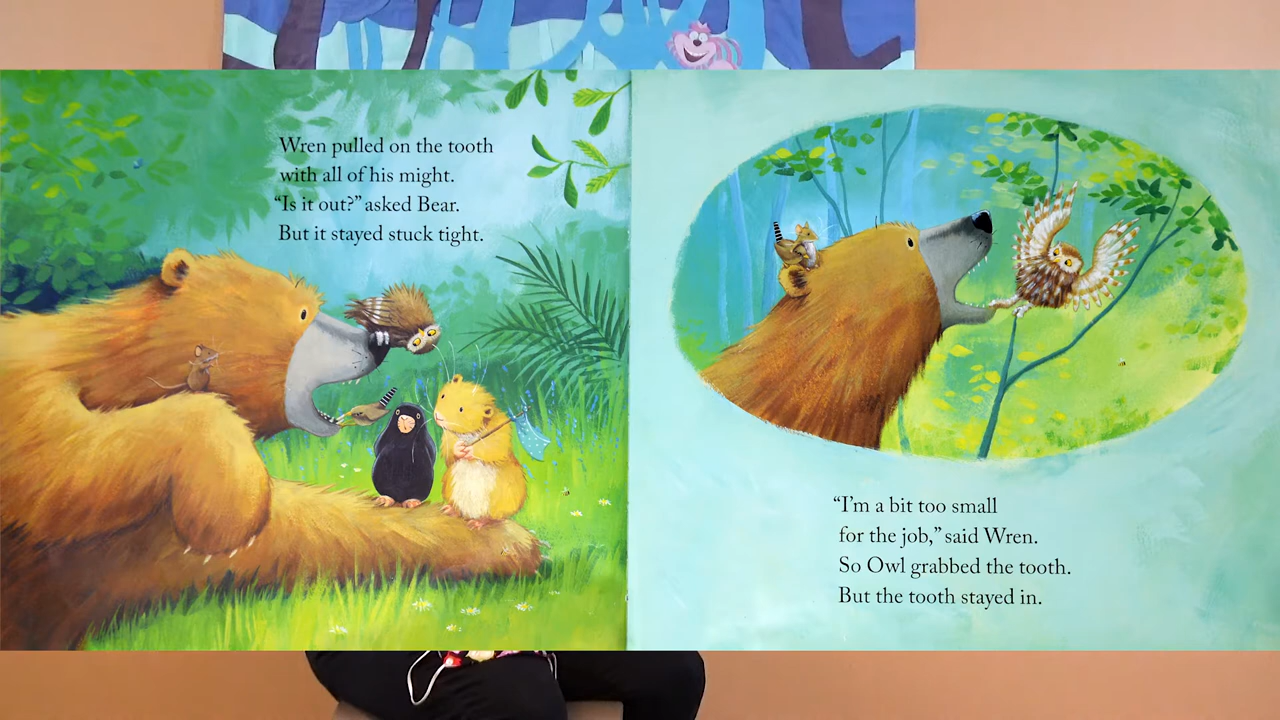 Wren pulled on the tooth
with all of his might.
“Is it out?” asked Bear.
But it stayed stuck tight.
“I’m a bit too small
for the job,” said Wren.
So Owl grabbed the tooth.
But the tooth stayed in.